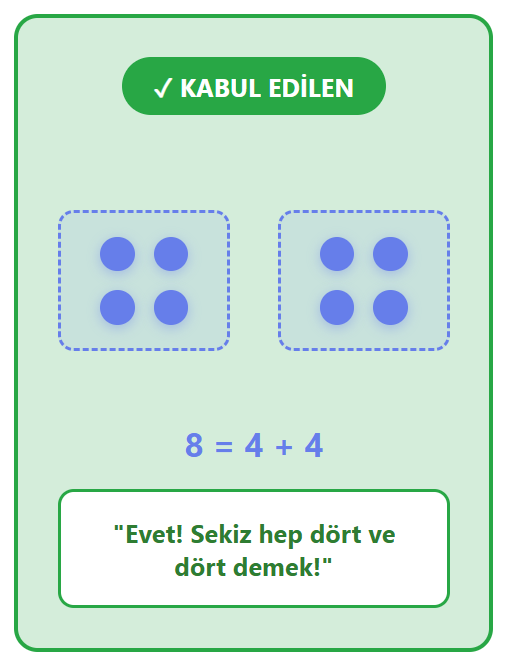 ✓ KABUL EDİLEN
8 = 4 + 4
"Evet! Sekiz hep dört ve
dört demek!"